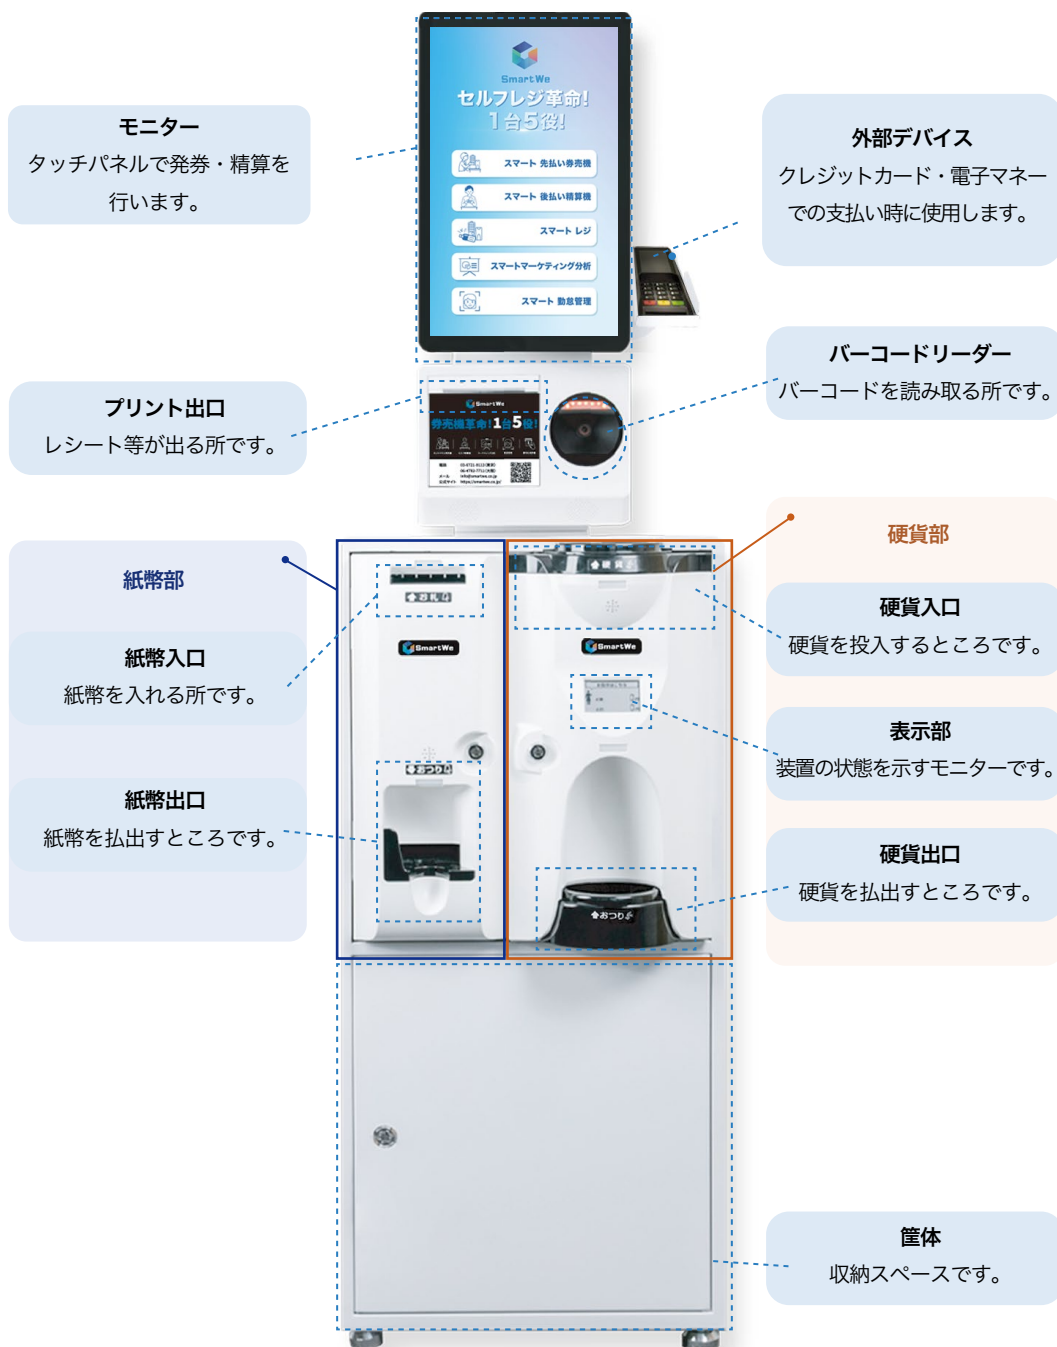 SmartWe
セルフレジ革命!
1台5役!
スマート 先払い券売機
スマート 後払い精算機
スマート レジ
スマートマーケティング分析
スマート 勤怠管理
モニター
タッチパネルで発券・精算を
行います。
外部デバイス
クレジットカード・電子マネー
での支払い時に使用します。
バーコードリーダー
バーコードを読み取る所です。
プリント出口
レシート等が出る所です。
SmartWe
券売機革命!1台5役!
紙幣部
紙幣入口
紙幣を入れる所です。
紙幣出口
紙幣を払出すところです。
お札
SmartWe
おつり
硬貨
SmartWe
おつり
硬貨部
硬貨入口
硬貨を投入するところです。
表示部
装置の状態を示すモニターです。
硬貨出口
硬貨を払出すところです。
筐体
収納スペースです。